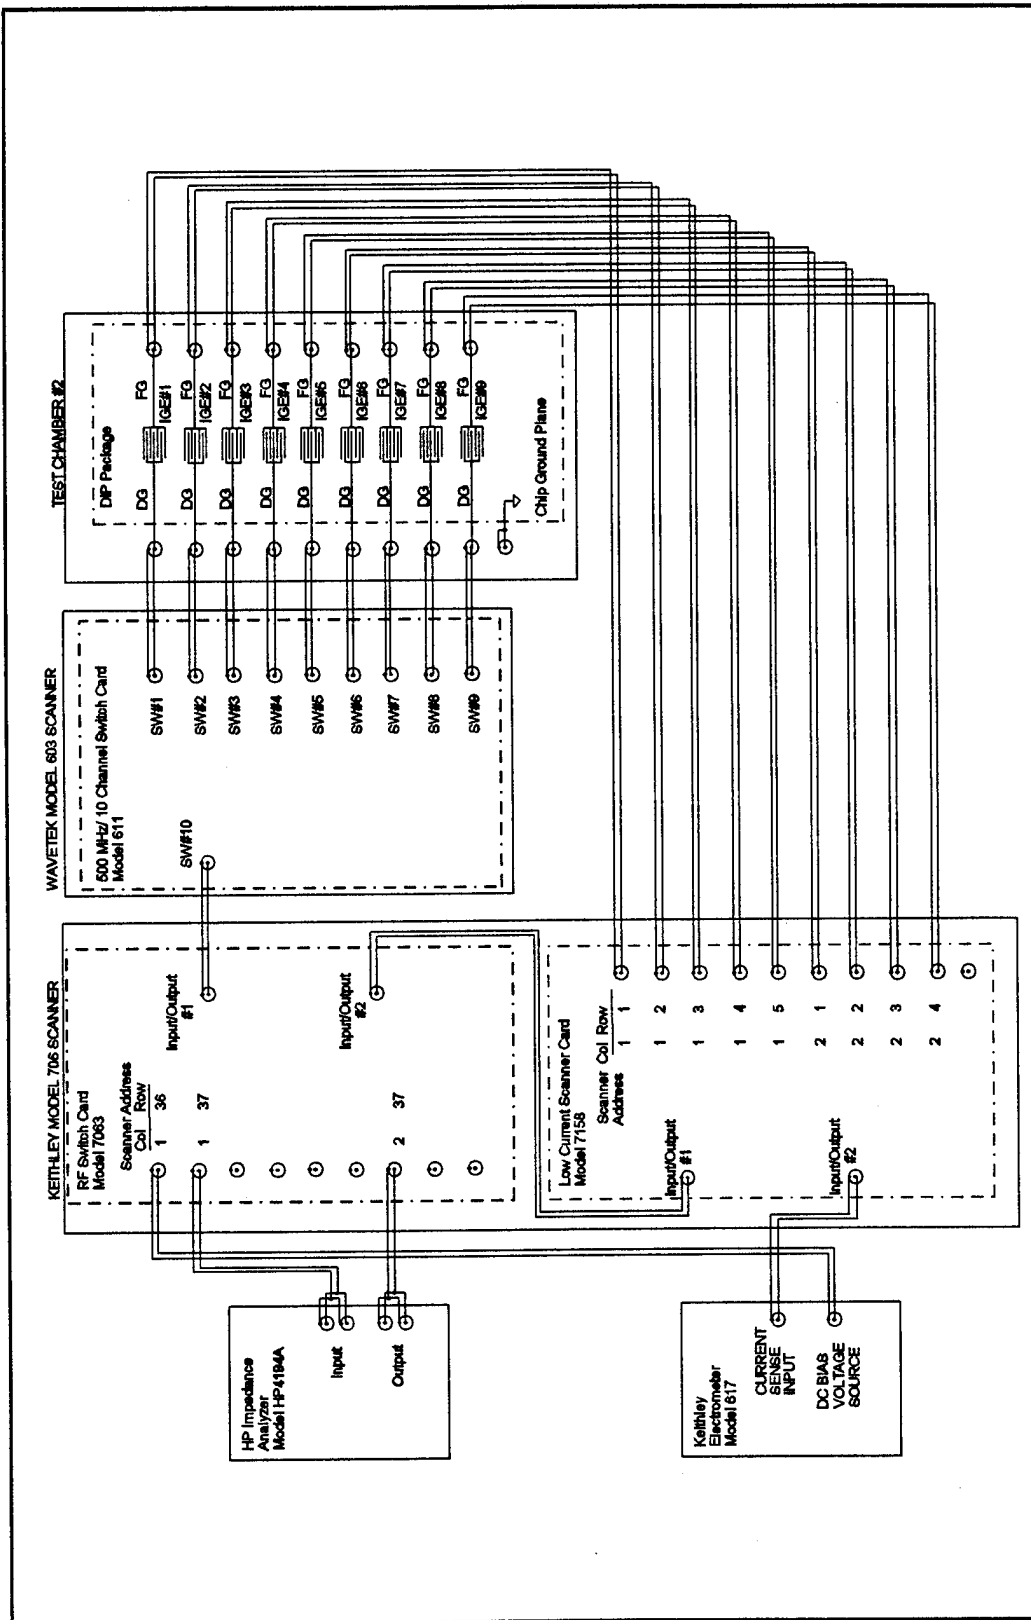 HP Impedance
Analyzer
Model HP4194A
Input
Output
Keithley
Electrometer
Model 617
CURRENT
SENSE
INPUT
DC BIAS
VOLTAGE
SOURCE
KEITHLEY MODEL 706 SCANNER
RF Switch Card
Model 7063
Scanner Address
Col Row
1 36
1 37
2 37
Input/Output
#1
Input/Output
#2
Low Current Scanner Card
Model 7158
Input/Output
#1
Input/Output
#2
Scanner Col Row
Address
1 1
1 2
1 3
1 4
1 5
2 1
2 2
2 3
2 4
WAVETEK MODEL 603 SCANNER
500 MHz/ 10 Channel Switch Card
Model 611
SW#10
SW#1
SW#2
SW#3
SW#4
SW#5
SW#6
SW#7
SW#8
SW#9
TEST CHAMBER #2
DIP Package
DG FG
IGE#1
DG FG
IGE#2
DG FG
IGE#3
DG FG
IGE#4
DG FG
IGE#5
DG FG
IGE#6
DG FG
IGE#7
DG FG
IGE#8
DG FG
IGE#9
Chip Ground Plane